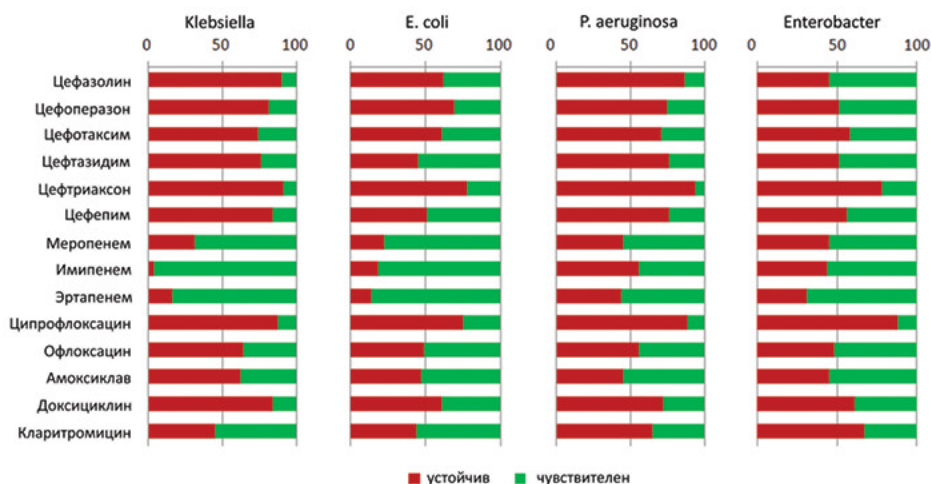 Klebsiella E. coli P. aeruginosa Enterobacter
0 50 100 0 50 100 0 50 100 0 50 100
Цефазолин
Цефоперазон
Цефотаксим
Цефтазидим
Цефтриаксон
Цефепим
Меропенем
Имипенем
Эртапенем
Ципрофлоксацин
Офлоксацин
Амоксиклав
Доксициклин
Кларитромицин
устойчив чувствителен